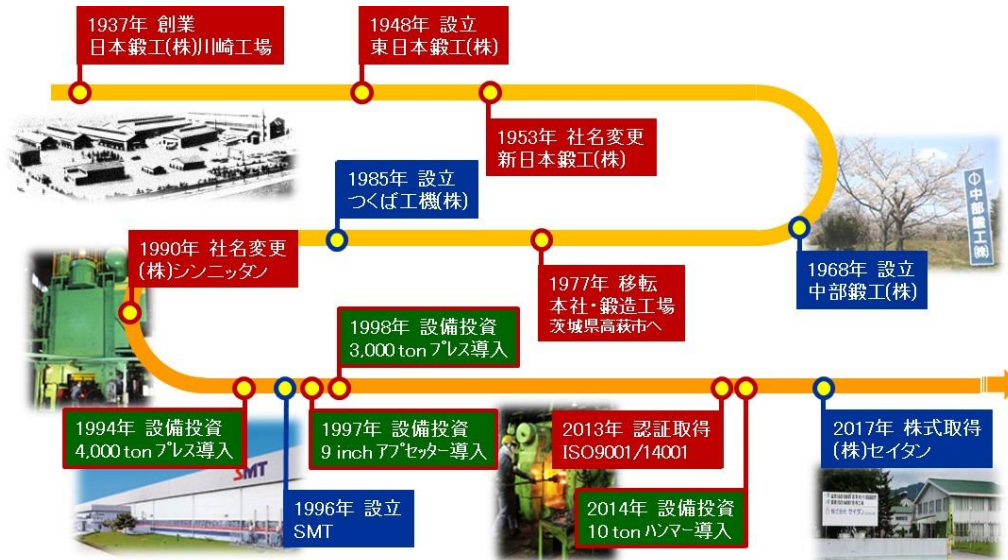 1937年 創業
日本鍛工(株)川崎工場
1948年 設立
東日本鍛工(株)
1953年 社名変更
新日本鍛工(株)
1968年 設立
中部鍛工(株)
中部鍛工(株)
1977年 移転
本社・鍛造工場
茨城県高萩市へ
1985年 設立
つくば工機(株)
1990年 社名変更
(株)シンニッタン
1994年 設備投資
4,000 ton プレス導入
1996年 設立
SMT
SMT
1997年 設備投資
9 inch アプセッター導入
1998年 設備投資
3,000 ton プレス導入
2013年 認証取得
ISO9001/14001
2014年 設備投資
10 ton ハンマー導入
2017年 株式取得
(株)セイタン